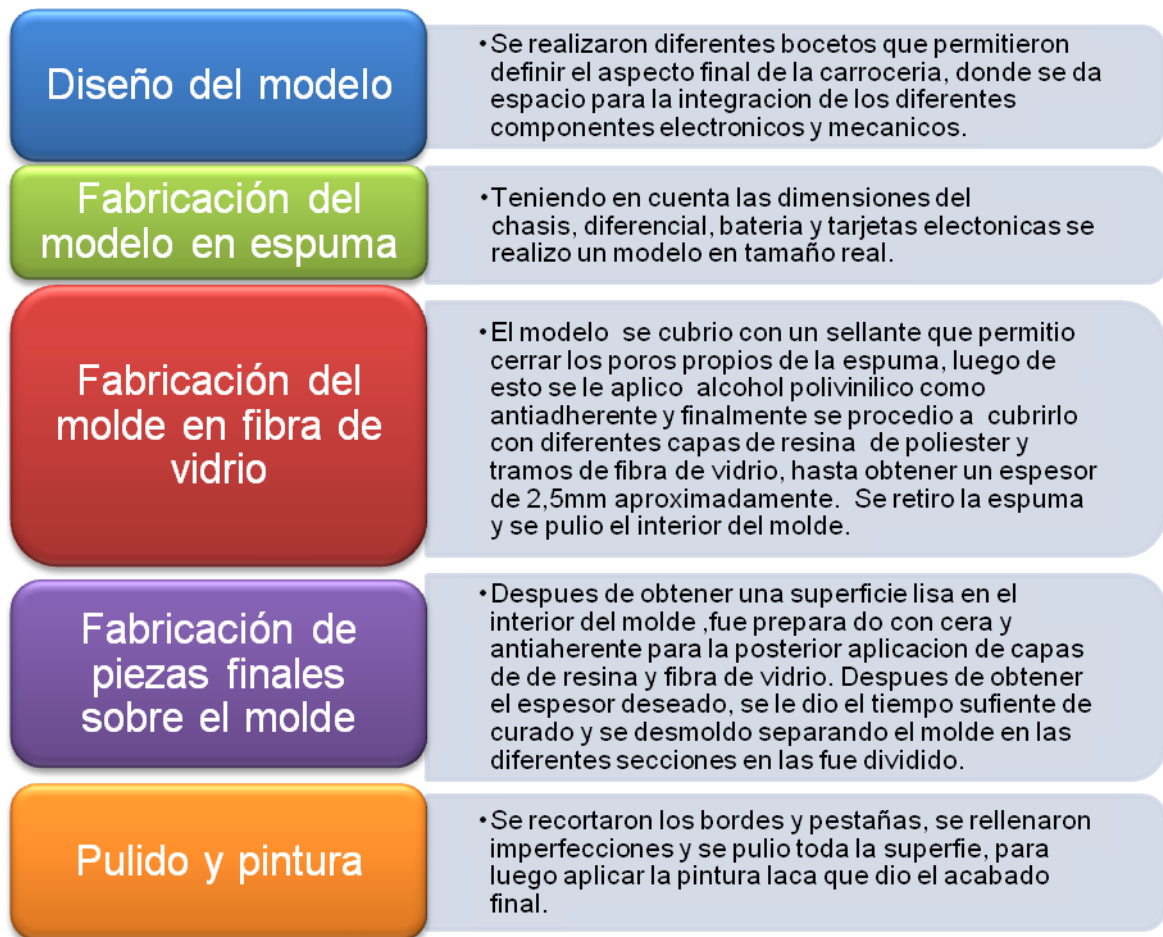 Diseño del modelo
•Se realizaron diferentes bocetos que permitieron
definir el aspecto final de la carroceria, donde se da
espacio para la integracion de los diferentes
componentes electronicos y mecanicos.
Fabricación del
modelo en espuma
•Teniendo en cuenta las dimensiones del
chasis, diferencial, bateria y tarjetas electonicas se
realizo un modelo en tamaño real.
Fabricación del
molde en fibra de
vidrio
•El modelo se cubrio con un sellante que permitio
cerrar los poros propios de la espuma, luego de
esto se le aplico alcohol polivinilico como
antiadherente y finalmente se procedio a cubrirlo
con diferentes capas de resina de poliester y
tramos de fibra de vidrio, hasta obtener un espesor
de 2,5mm aproximadamente. Se retiro la espuma
y se pulio el interior del molde.
Fabricación de
piezas finales
sobre el molde
•Despues de obtener una superficie lisa en el
interior del molde ,fue prepara do con cera y
antiaherente para la posterior aplicacion de capas
de de resina y fibra de vidrio. Despues de obtener
el espesor deseado, se le dio el tiempo sufiente de
curado y se desmoldo separando el molde en las
diferentes secciones en las fue dividido.
Pulido y pintura
•Se recortaron los bordes y pestañas, se rellenaron
imperfecciones y se pulio toda la superfie, para
luego aplicar la pintura laca que dio el acabado
final.